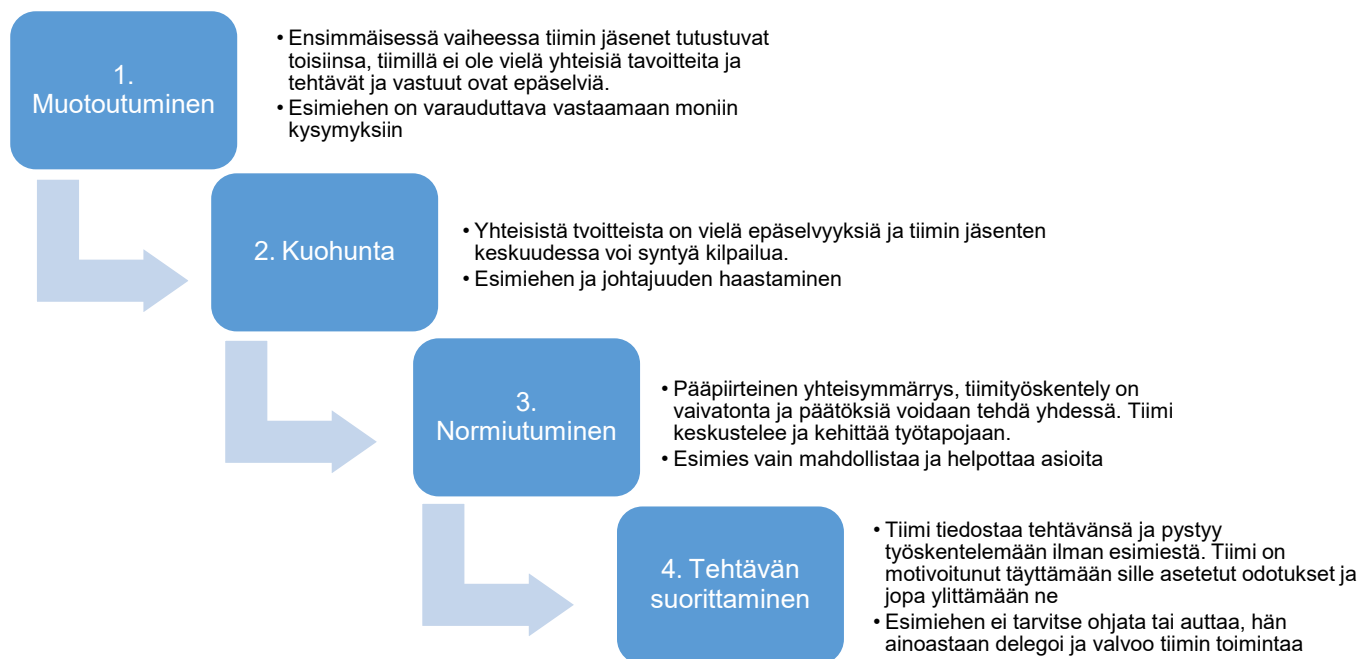 1.
Muotoutuminen
• Ensimmäisessä vaiheessa tiimin jäsenet tutustuvat
toisiinsa, tiimillä ei ole vielä yhteisiä tavoitteita ja
tehtävät ja vastuut ovat epäselviä.
• Esimiehen on varauduttava vastaamaan moniin
kysymyksiin
2. Kuohunta
• Yhteisistä tvoitteista on vielä epäselvyyksiä ja tiimin jäsenten
keskuudessa voi syntyä kilpailua.
• Esimiehen ja johtajuuden haastaminen
3.
Normiutuminen
• Pääpiirteinen yhteisymmärrys, tiimityöskentely on
vaivatonta ja päätöksiä voidaan tehdä yhdessä. Tiimi
keskustelee ja kehittää työtapojaan.
• Esimies vain mahdollistaa ja helpottaa asioita
4. Tehtävän
suorittaminen
• Tiimi tiedostaa tehtävänsä ja pystyy
työskentelemään ilman esimiestä. Tiimi on
motivoitunut täyttämään sille asetetut odotukset ja
jopa ylittämään ne
• Esimiehen ei tarvitse ohjata tai auttaa, hän
ainoastaan delegoi ja valvoo tiimin toimintaa